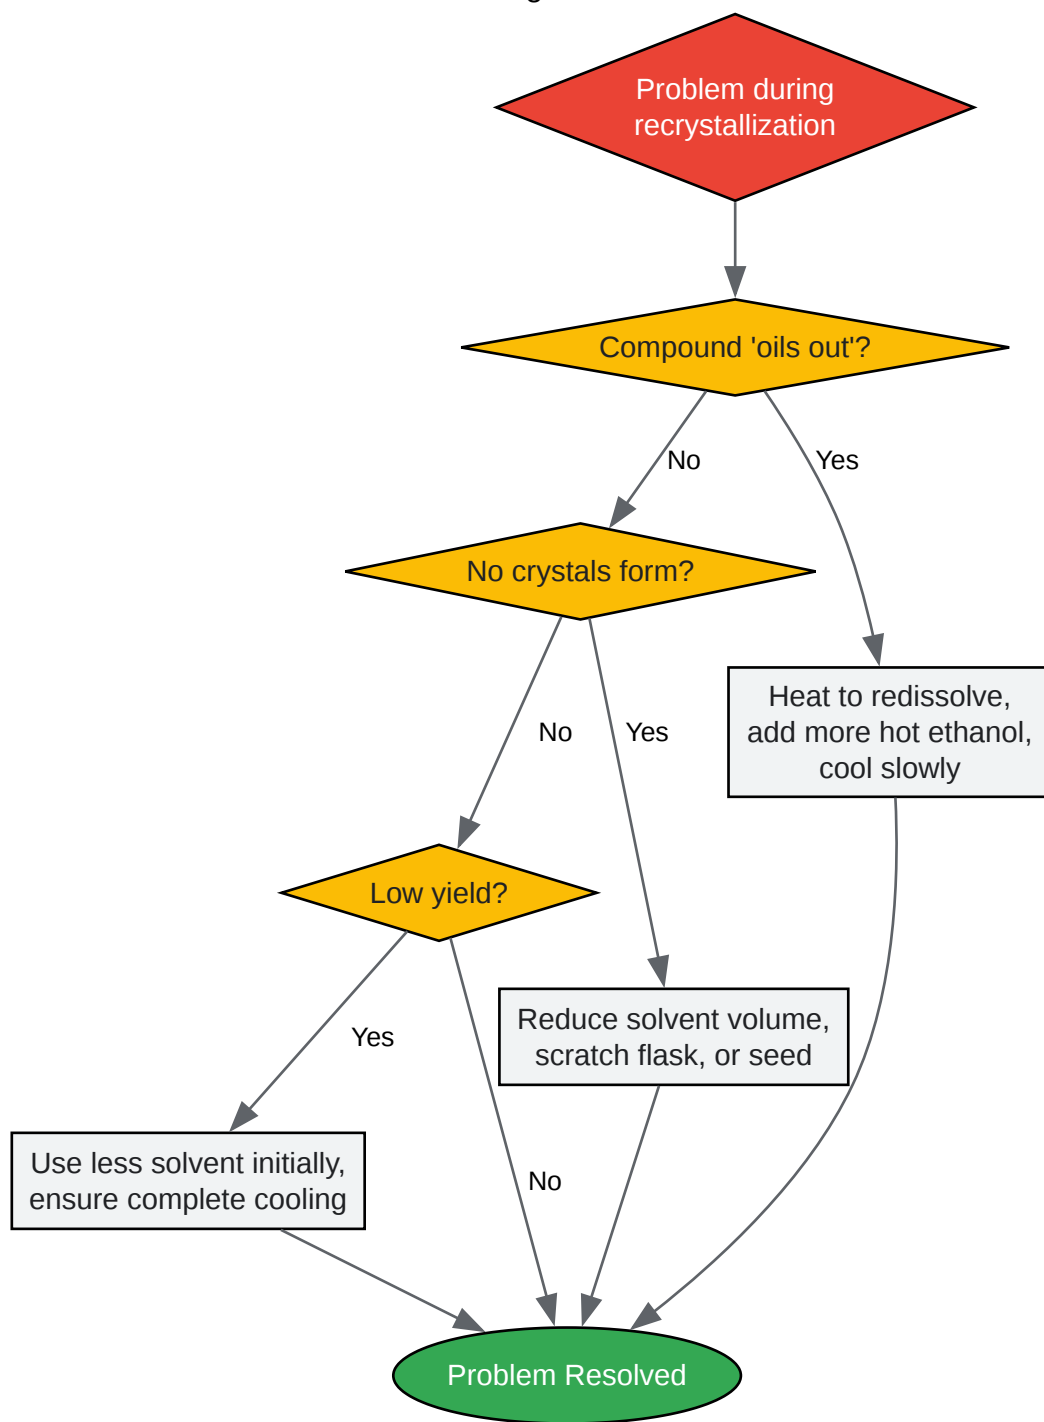 Problem during
recrystallization
Compound 'oils out'?
No
Yes
No crystals form?
Heat to redissolve,
add more hot ethanol,
cool slowly
No
Yes
Low yield?
Reduce solvent volume,
scratch flask, or seed
Yes
Use less solvent initially,
ensure complete cooling
No
Problem Resolved